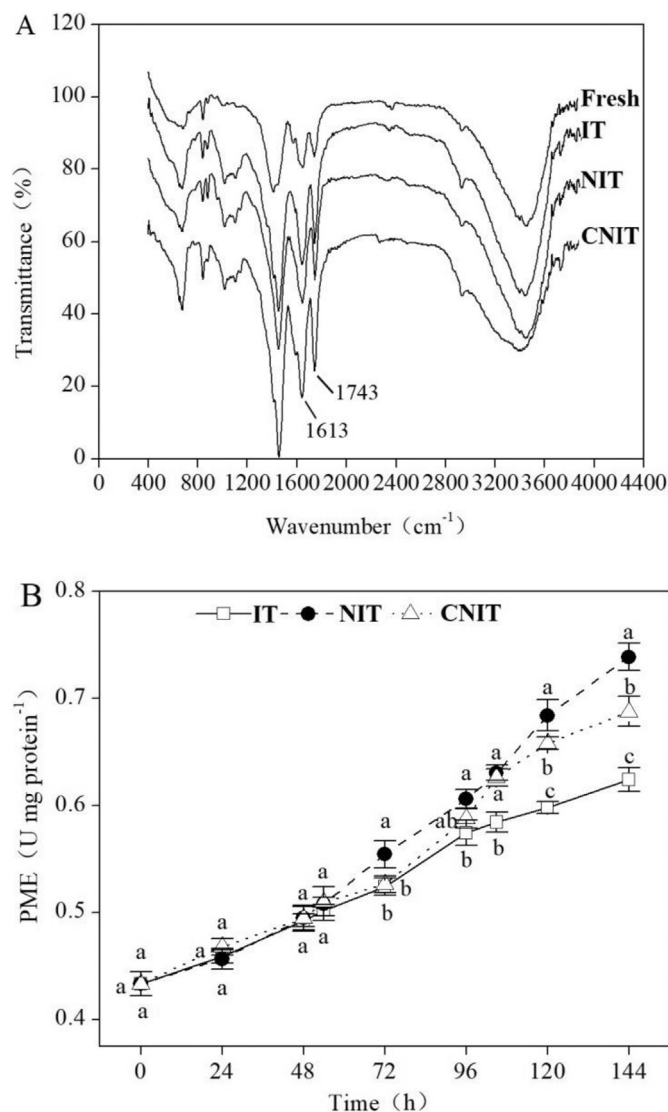 A
120
100
80
60
40
20
0
Transmittance（%）
Fresh
IT
NIT
CNIT
1743
1613
0 400 800 1200 1600 2000 2400 2800 3200 3600 4000 4400
Wavenumber（cm-1）
B
IT NIT CNIT
0.8
0.7
0.6
0.5
0.4
PME（U mg protein-1）
a
a
b
a
a
a
c
b
c
ab
a
a
b
b
a
a
b
b
a
a
a
a
a
a
a
a
a
0 24 48 72 96 120 144
Time（h）